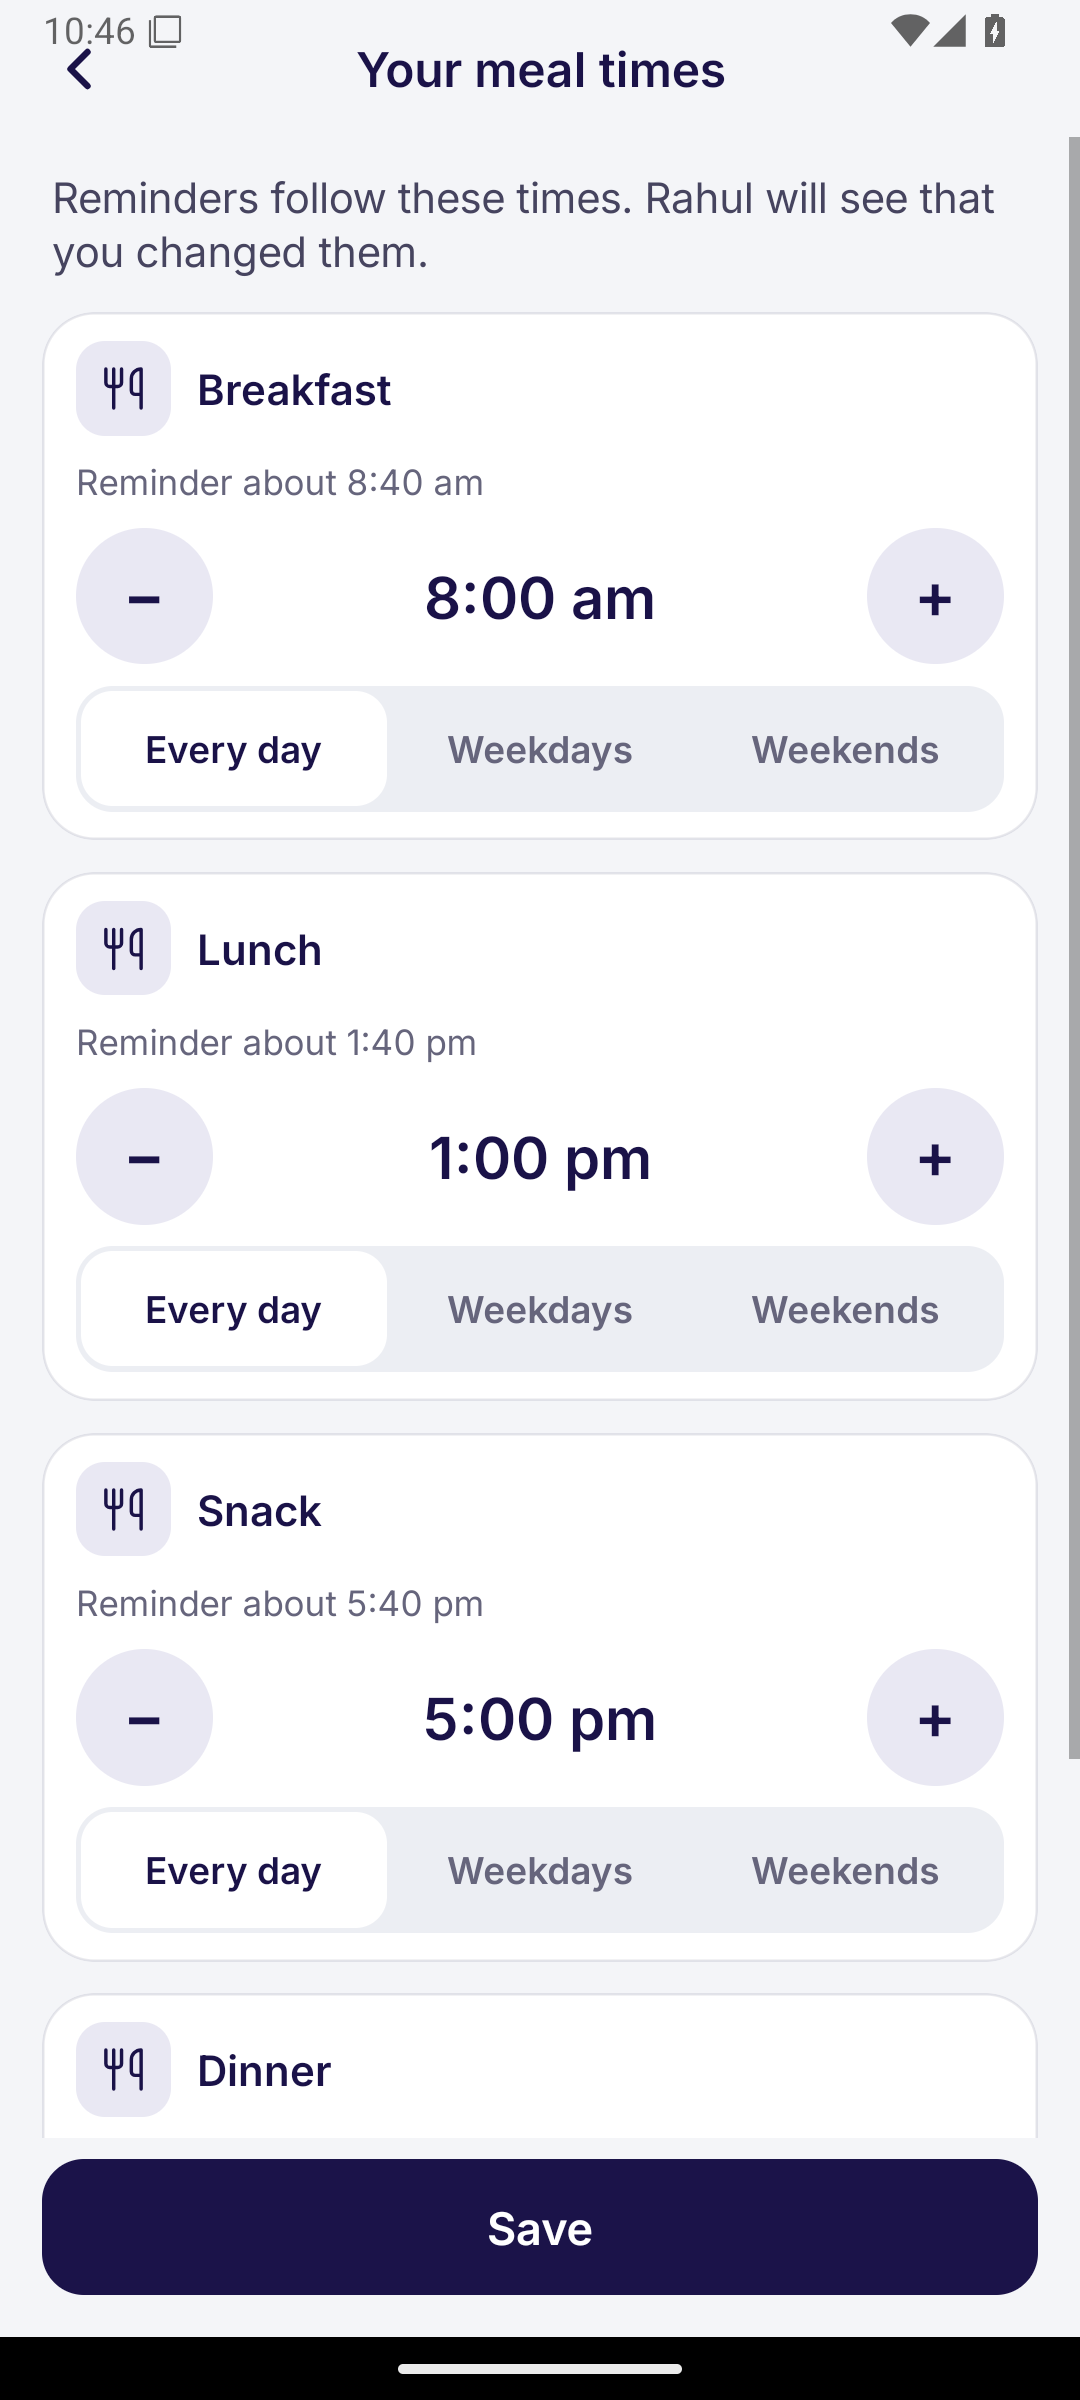 10:46
Your meal times
Reminders follow these times. Rahul will see that
you changed them.
Breakfast
Reminder about 8:40 am
– 8:00 am +
Every day Weekdays Weekends
Lunch
Reminder about 1:40 pm
– 1:00 pm +
Every day Weekdays Weekends
Snack
Reminder about 5:40 pm
– 5:00 pm +
Every day Weekdays Weekends
Dinner
Save